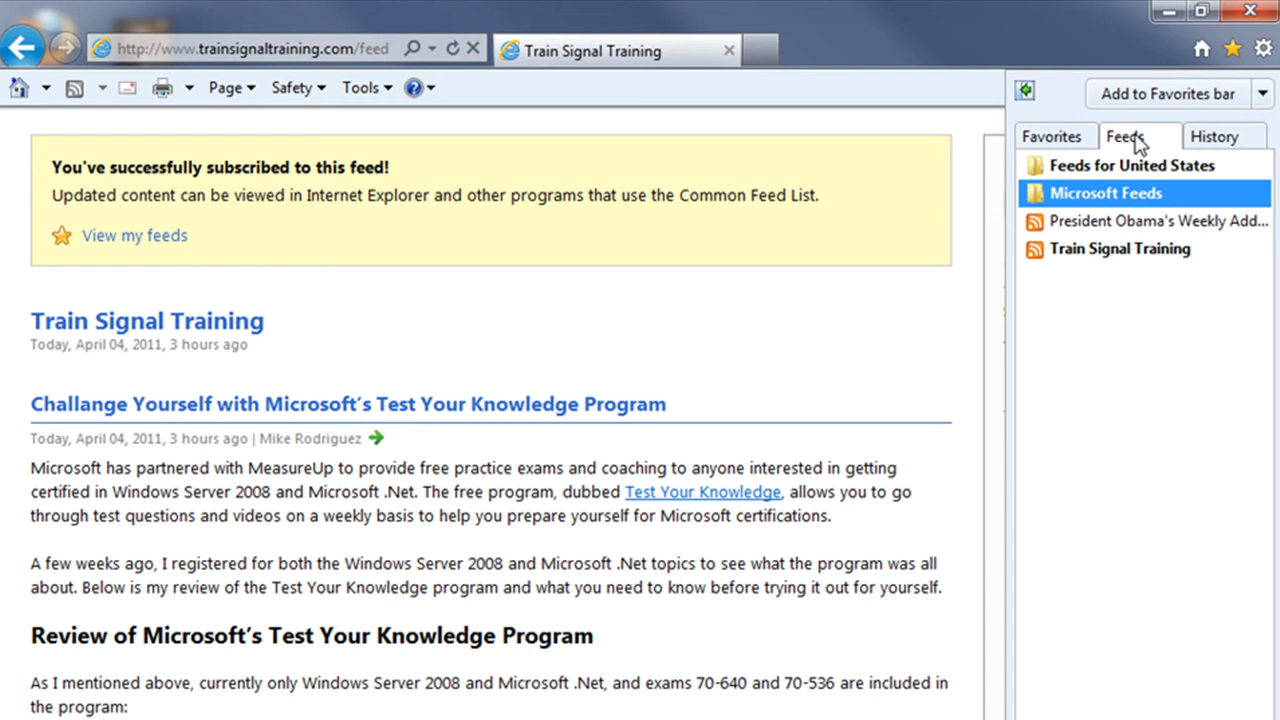 http://www.trainsignaltraining.com/feed
Train Signal Training
Page
Safety
Tools
Add to Favorites bar
Favorites
Feeds
History
Feeds for United States
Microsoft Feeds
President Obama's Weekly Add...
Train Signal Training
You've successfully subscribed to this feed!
Updated content can be viewed in Internet Explorer and other programs that use the Common Feed List.
View my feeds
Train Signal Training
Today, April 04, 2011, 3 hours ago
Challange Yourself with Microsoft's Test Your Knowledge Program
Today, April 04, 2011, 3 hours ago | Mike Rodriguez
Microsoft has partnered with MeasureUp to provide free practice exams and coaching to anyone interested in getting
certified in Windows Server 2008 and Microsoft .Net. The free program, dubbed Test Your Knowledge, allows you to go
through test questions and videos on a weekly basis to help you prepare yourself for Microsoft certifications.
A few weeks ago, I registered for both the Windows Server 2008 and Microsoft .Net topics to see what the program was all
about. Below is my review of the Test Your Knowledge program and what you need to know before trying it out for yourself.
Review of Microsoft's Test Your Knowledge Program
As I mentioned above, currently only Windows Server 2008 and Microsoft .Net, and exams 70-640 and 70-536 are included in
the program: